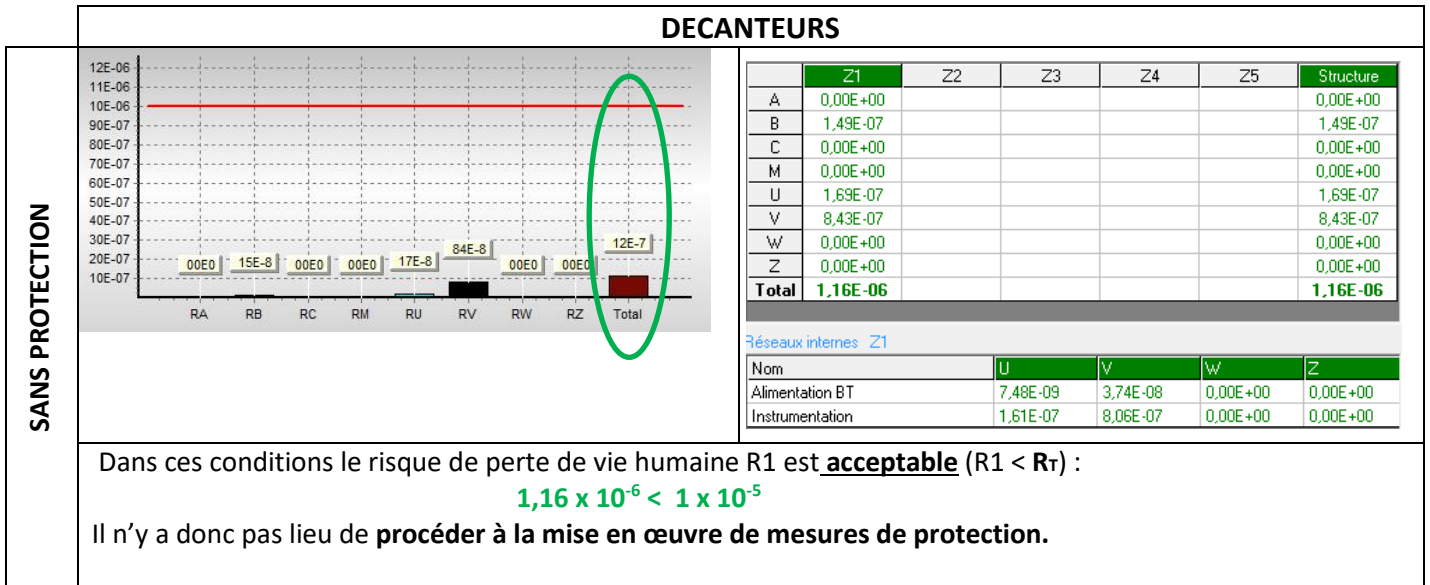 DECANTEURS
SANS PROTECTION
12E-06
11E-06
10E-06
90E-07
80E-07
70E-07
60E-07
50E-07
40E-07
30E-07
20E-07
10E-07
00E0 15E-8 00E0 00E0 17E-8 84E-8 00E0 00E0 12E-7
RA RB RC RM RU RV RW RZ Total
Z1 Z2 Z3 Z4 Z5 Structure
A 0,00E+00 0,00E+00
B 1,49E-07 1,49E-07
C 0,00E+00 0,00E+00
M 0,00E+00 0,00E+00
U 1,69E-07 1,69E-07
V 8,43E-07 8,43E-07
W 0,00E+00 0,00E+00
Z 0,00E+00 0,00E+00
Total 1,16E-06 1,16E-06
Réseaux internes Z1
Nom U V W Z
Alimentation BT 7,48E-09 3,74E-08 0,00E+00 0,00E+00
Instrumentation 1,61E-07 8,06E-07 0,00E+00 0,00E+00
Dans ces conditions le risque de perte de vie humaine R1 est acceptable (R1 < RT) :
1,16 x 10-6 < 1 x 10-5
Il n’y a donc pas lieu de procéder à la mise en œuvre de mesures de protection.